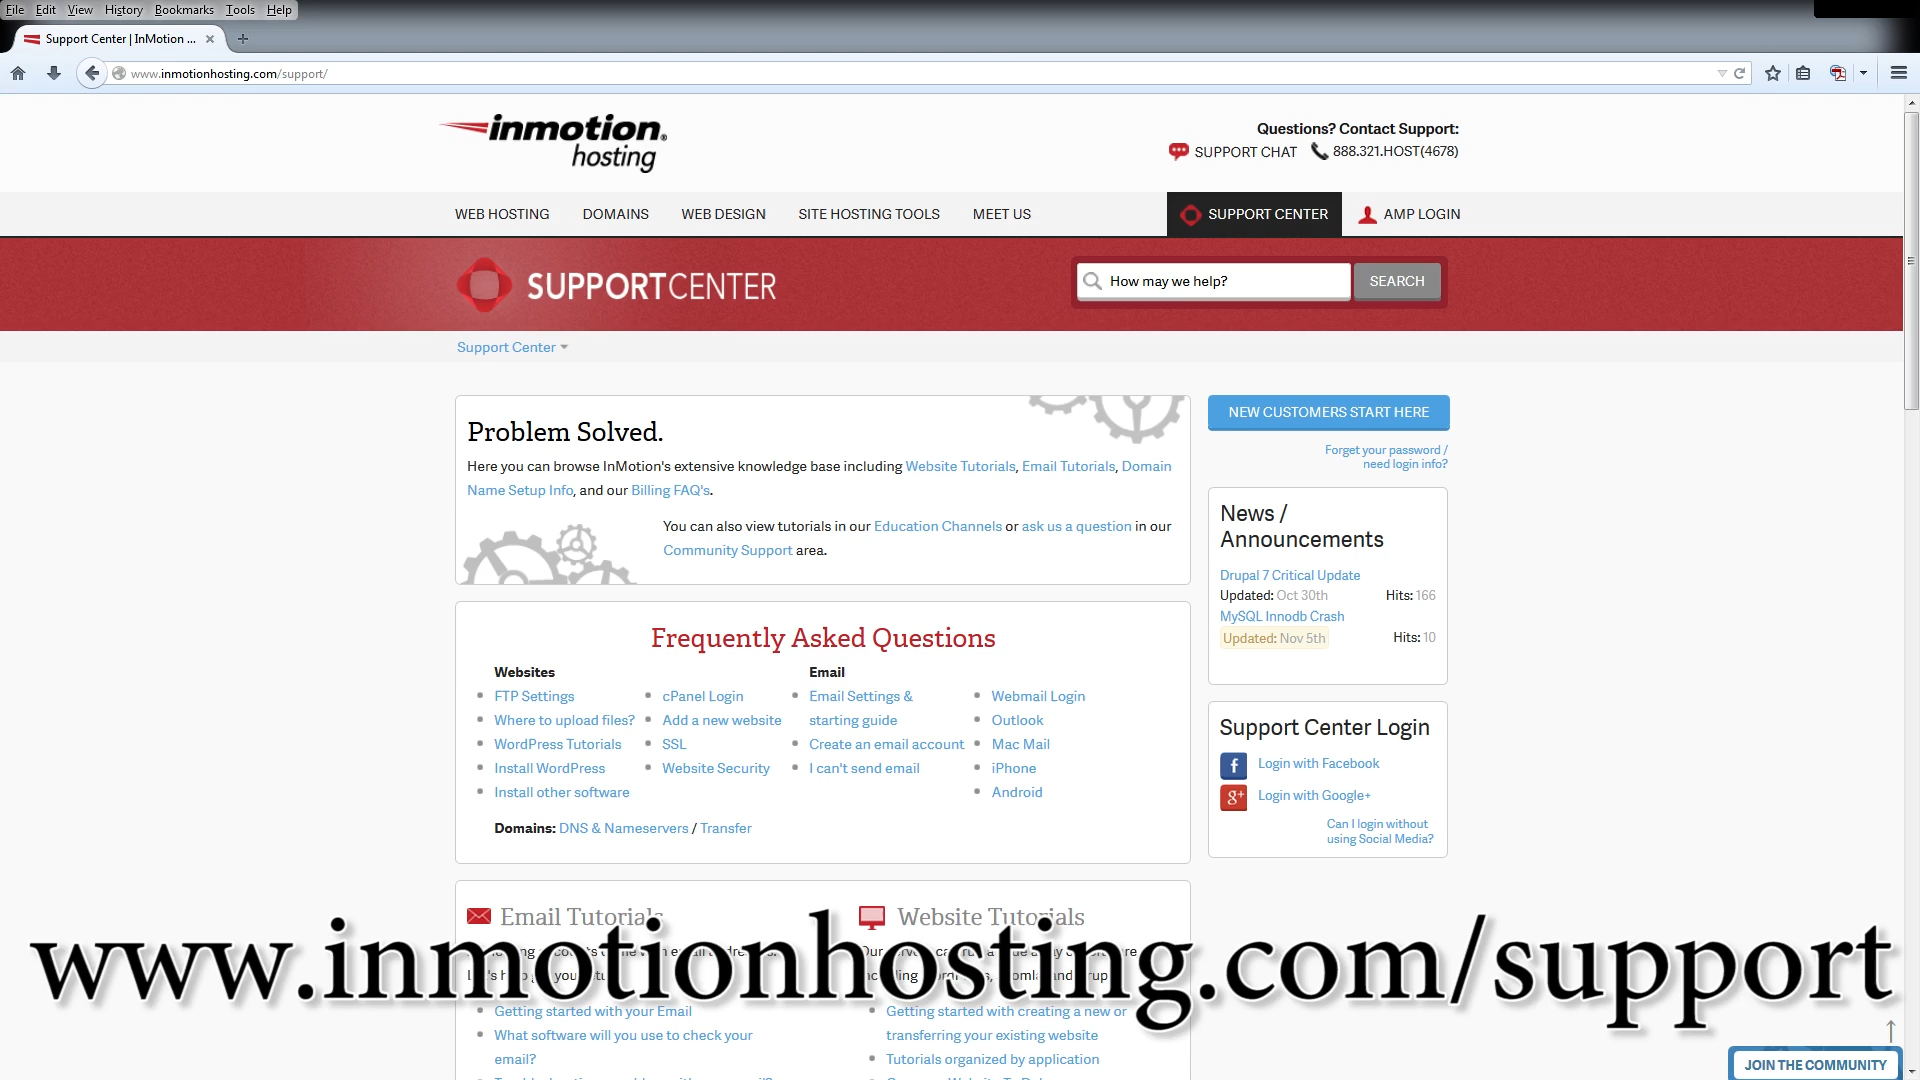 File Edit View History Bookmarks Tools Help
Support Center | InMotion ...
www.inmotionhosting.com/support/
inmotion®
hosting
Questions? Contact Support:
SUPPORT CHAT 888.321.HOST(4678)
WEB HOSTING DOMAINS WEB DESIGN SITE HOSTING TOOLS MEET US SUPPORT CENTER AMP LOGIN
SUPPORTCENTER
How may we help? SEARCH
Support Center
Problem Solved.
Here you can browse InMotion's extensive knowledge base including Website Tutorials, Email Tutorials, Domain
Name Setup Info, and our Billing FAQ's.
You can also view tutorials in our Education Channels or ask us a question in our
Community Support area.
NEW CUSTOMERS START HERE
Forget your password /
need login info?
News /
Announcements
Drupal 7 Critical Update
Updated: Oct 30th Hits: 166
MySQL Innodb Crash
Updated: Nov 5th Hits: 10
Frequently Asked Questions
Websites Email
FTP Settings cPanel Login Email Settings & Webmail Login
Where to upload files? Add a new website starting guide Outlook
WordPress Tutorials SSL Create an email account Mac Mail
Install WordPress Website Security I can't send email iPhone
Install other software Android
Domains: DNS & Nameservers / Transfer
Support Center Login
Login with Facebook
Login with Google+
Can I login without
using Social Media?
Email Tutorials Website Tutorials
www.inmotionhosting.com/support
Getting started with your Email
What software will you use to check your
email?
Getting started with creating a new or
transferring your existing website
Tutorials organized by application
JOIN THE COMMUNITY